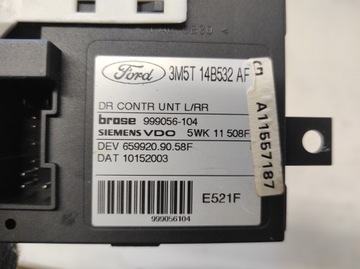 Ford 3M5T 14B532 AF
DR CONTR UNT L/RR
brose 999056-104
SIEMENS VDO 5WK 11 508F
DEV 659920.90.58F
DAT 10152003
E521F
999056104
A11557187